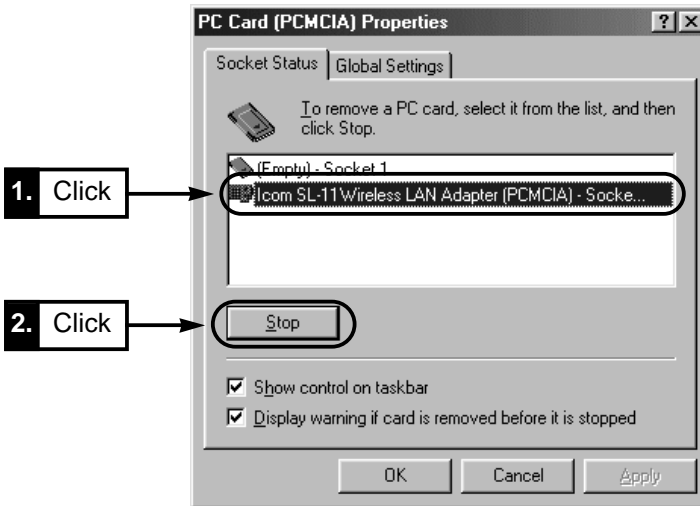 PC Card (PCMCIA) Properties
Socket Status
Global Settings
To remove a PC card, select it from the list, and then
click Stop.
(Empty) - Socket 1
1. Click
Icom SL-11 Wireless LAN Adapter (PCMCIA) - Socke...
2. Click
Stop
Show control on taskbar
Display warning if card is removed before it is stopped
OK
Cancel
Apply